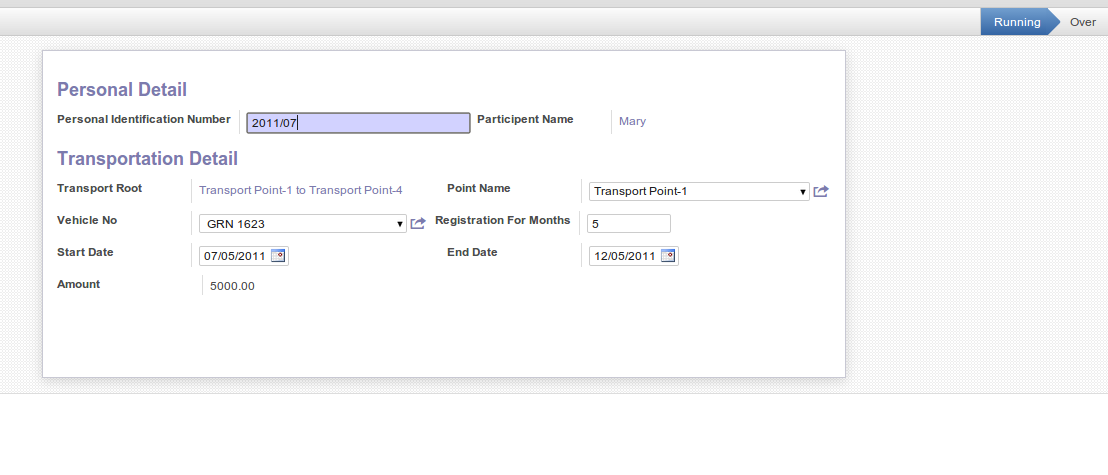 Running Over
Personal Detail
Personal Identification Number 2011/07 Participent Name Mary
Transportation Detail
Transport Root Transport Point-1 to Transport Point-4 Point Name Transport Point-1
Vehicle No GRN 1623 Registration For Months 5
Start Date 07/05/2011 End Date 12/05/2011
Amount 5000.00